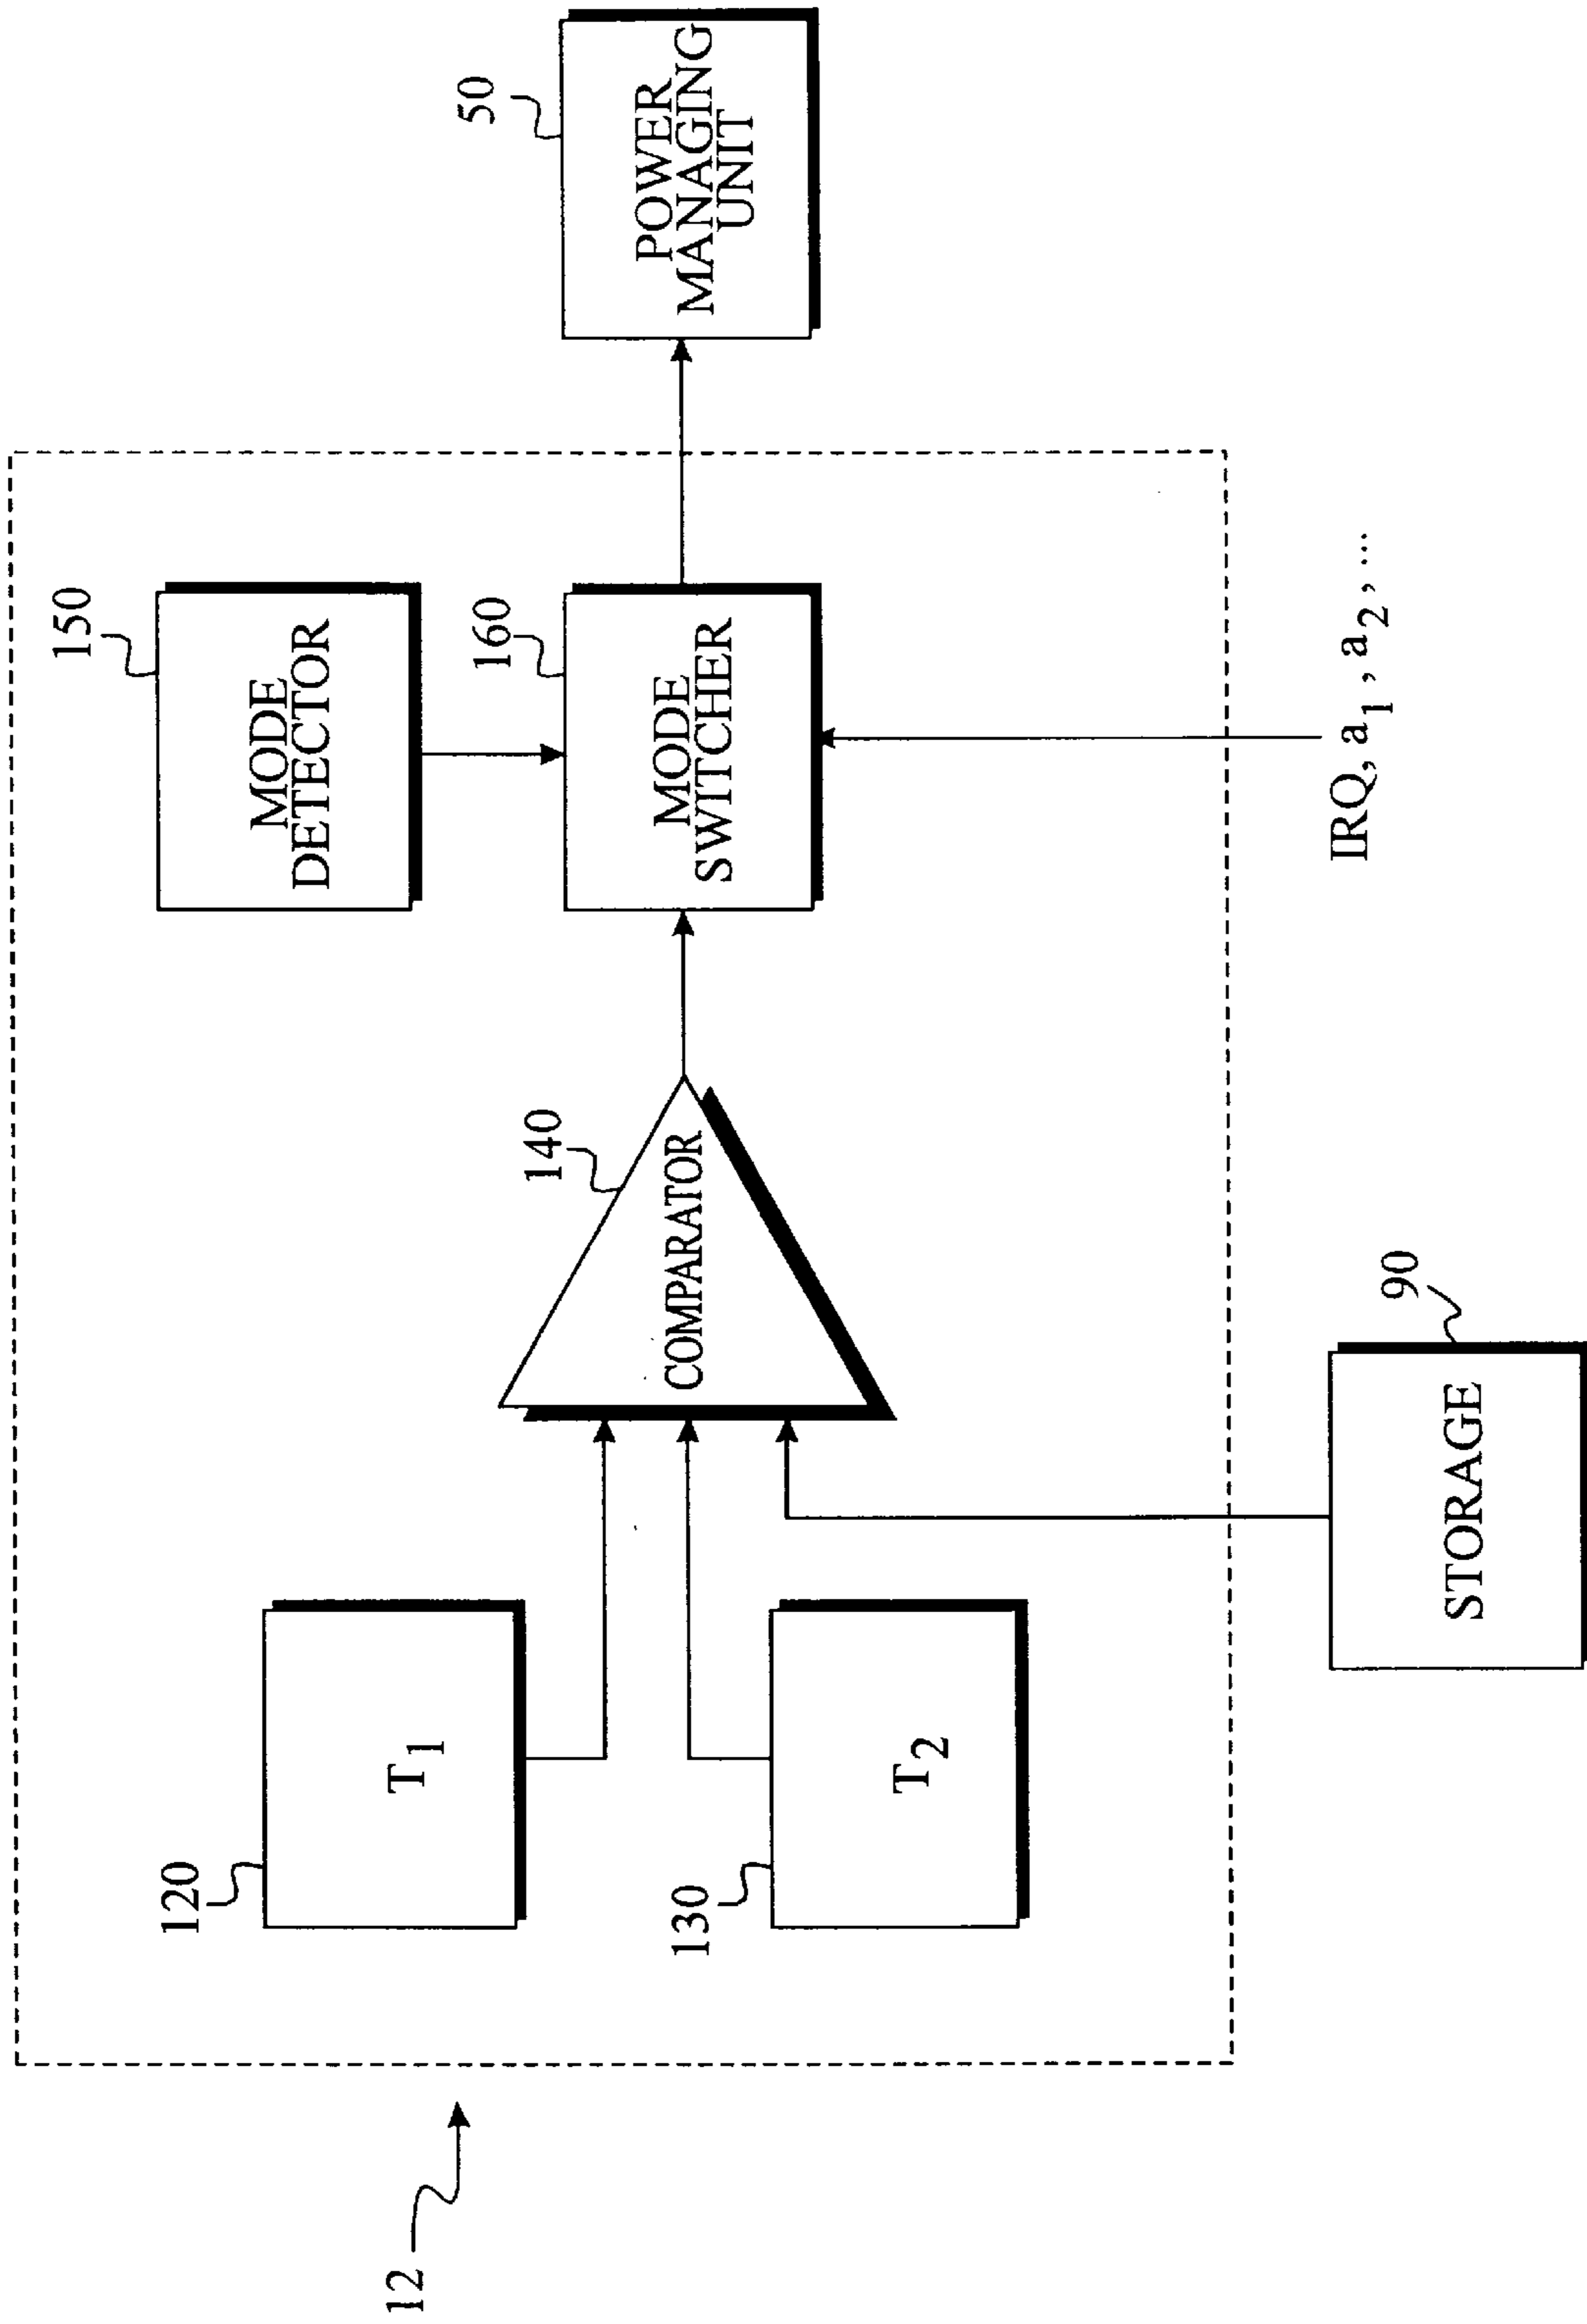 150
MODE
DETECTOR
50
POWER
MANAGING
UNIT
160
MODE
SWITCHER
140
COMPARATOR
120
T1
130
T2
12
90
STORAGE
IRQ, a1, a2, ...